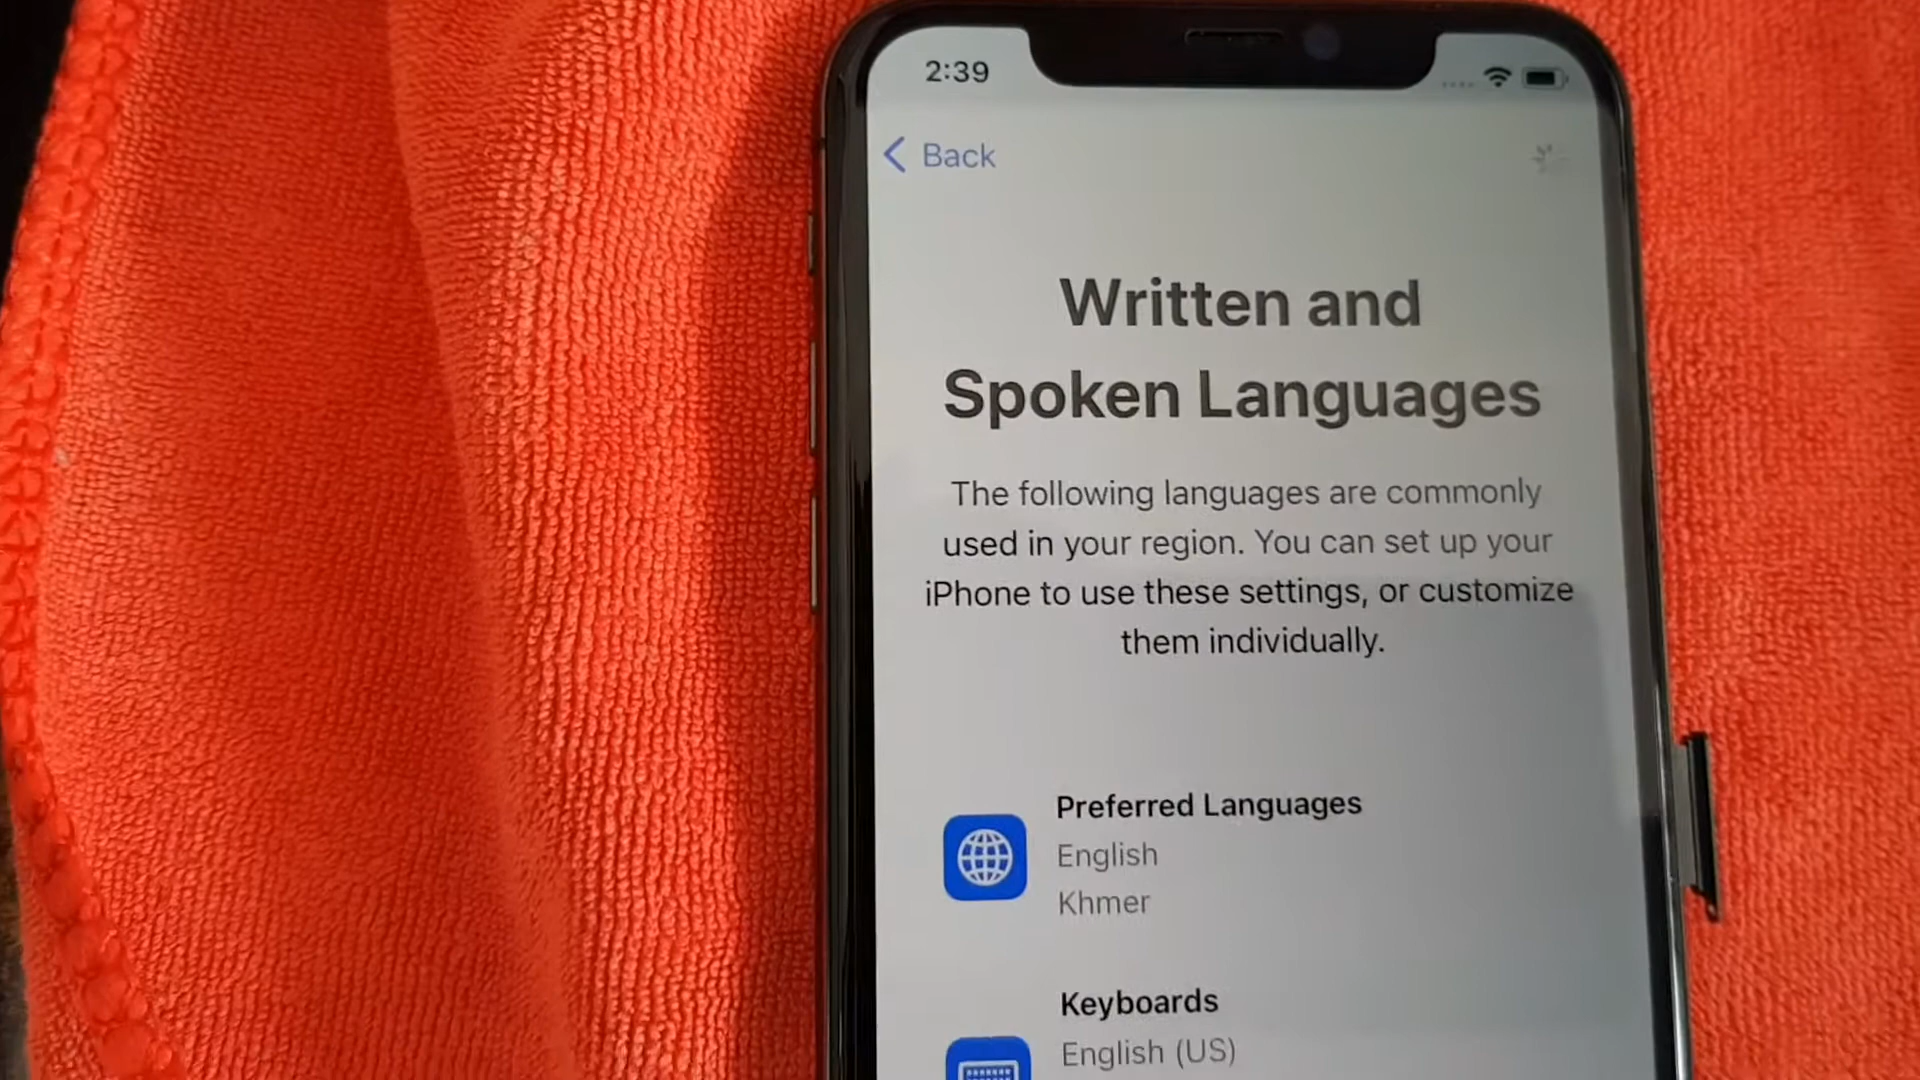 2:39
Back
Written and
Spoken Languages
The following languages are commonly
used in your region. You can set up your
iPhone to use these settings, or customize
them individually.
Preferred Languages
English
Khmer
Keyboards
English (US)